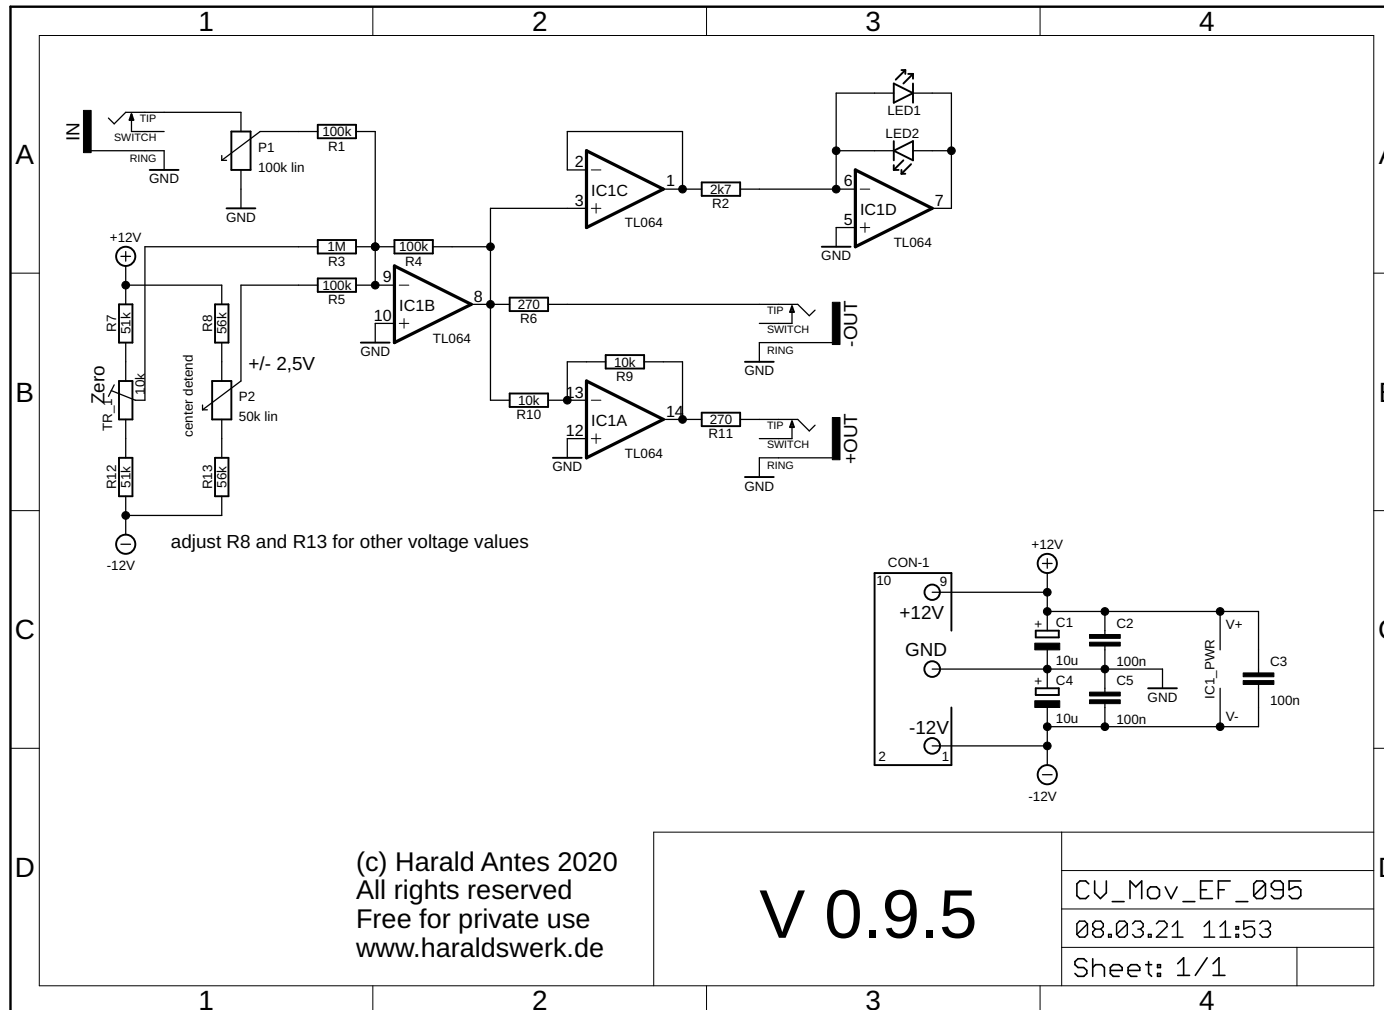 1 2 3 4
A A
B B
C C
D D
IN
TIP
SWITCH
RING
GND
P1
100k lin
GND
100k
R1
+12V
1M
R3
100k
R4
100k
R5
9
10
8
IC1B
TL064
GND
R7
51k
R8
56k
Zero
TR_1
10k
center detend
+/- 2,5V
P2
50k lin
R12
51k
R13
56k
-12V
adjust R8 and R13 for other voltage values
2
3
1
IC1C
TL064
2k7
R2
LED1
LED2
6
5
7
IC1D
TL064
GND
270
R6
TIP
SWITCH
RING
GND
-OUT
10k
R9
10k
R10
13
12
14
IC1A
TL064
GND
270
R11
TIP
SWITCH
RING
GND
+OUT
CON-1
10 9
+12V
GND
-12V
2 1
+12V
+ C1
10u
C2
100n
+ C4
10u
C5
100n
GND
V+
IC1_PWR
V-
C3
100n
-12V
(c) Harald Antes 2020
All rights reserved
Free for private use
www.haraldswerk.de
V 0.9.5
CV_Mov_EF_095
08.03.21 11:53
Sheet: 1/1
1 2 3 4